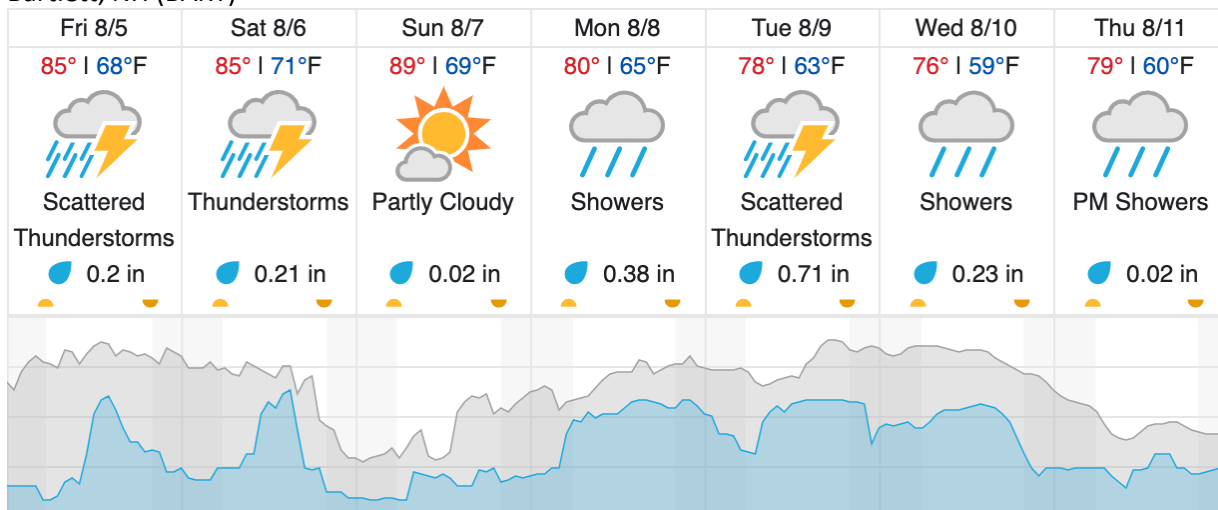 Fri 8/5 Sat 8/6 Sun 8/7 Mon 8/8 Tue 8/9 Wed 8/10 Thu 8/11
85° | 68°F 85° | 71°F 89° | 69°F 80° | 65°F 78° | 63°F 76° | 59°F 79° | 60°F
Scattered Thunderstorms Partly Cloudy Showers Scattered Showers PM Showers
Thunderstorms Thunderstorms
0.2 in 0.21 in 0.02 in 0.38 in 0.71 in 0.23 in 0.02 in